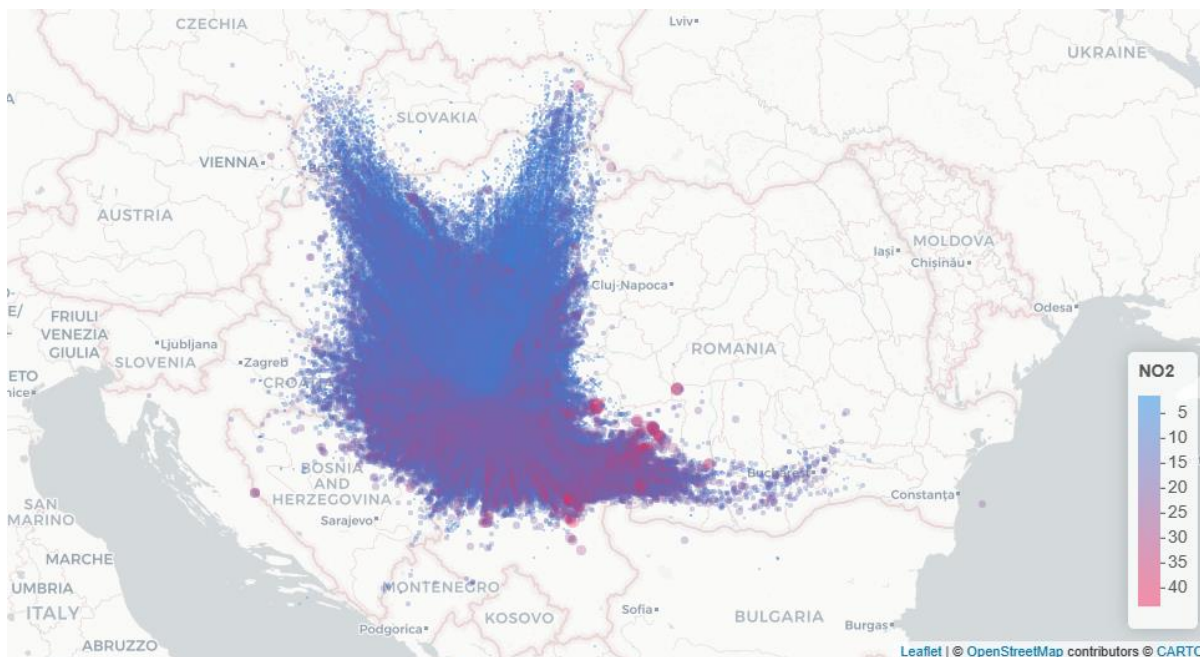 CZECHIA
Lviv
UKRAINE
SLOVAKIA
VIENNA
AUSTRIA
Iași
MOLDOVA
Chișinău
Cluj-Napoca
Odesa
FRIULI
VENEZIA
GIULIA
Ljubljana
SLOVENIA
Zagreb
ROMANIA
NO2
5
10
15
20
25
30
35
40
BOSNIA
AND
HERZEGOVINA
Sarajevo
Bucharest
Constanța
SAN
MARINO
MARCHE
UMBRIA
ITALY
ABRUZZO
MONTENEGRO
KOSOVO
Podgorica
Sofia
BULGARIA
Burgas
Leaflet | © OpenStreetMap contributors © CARTO